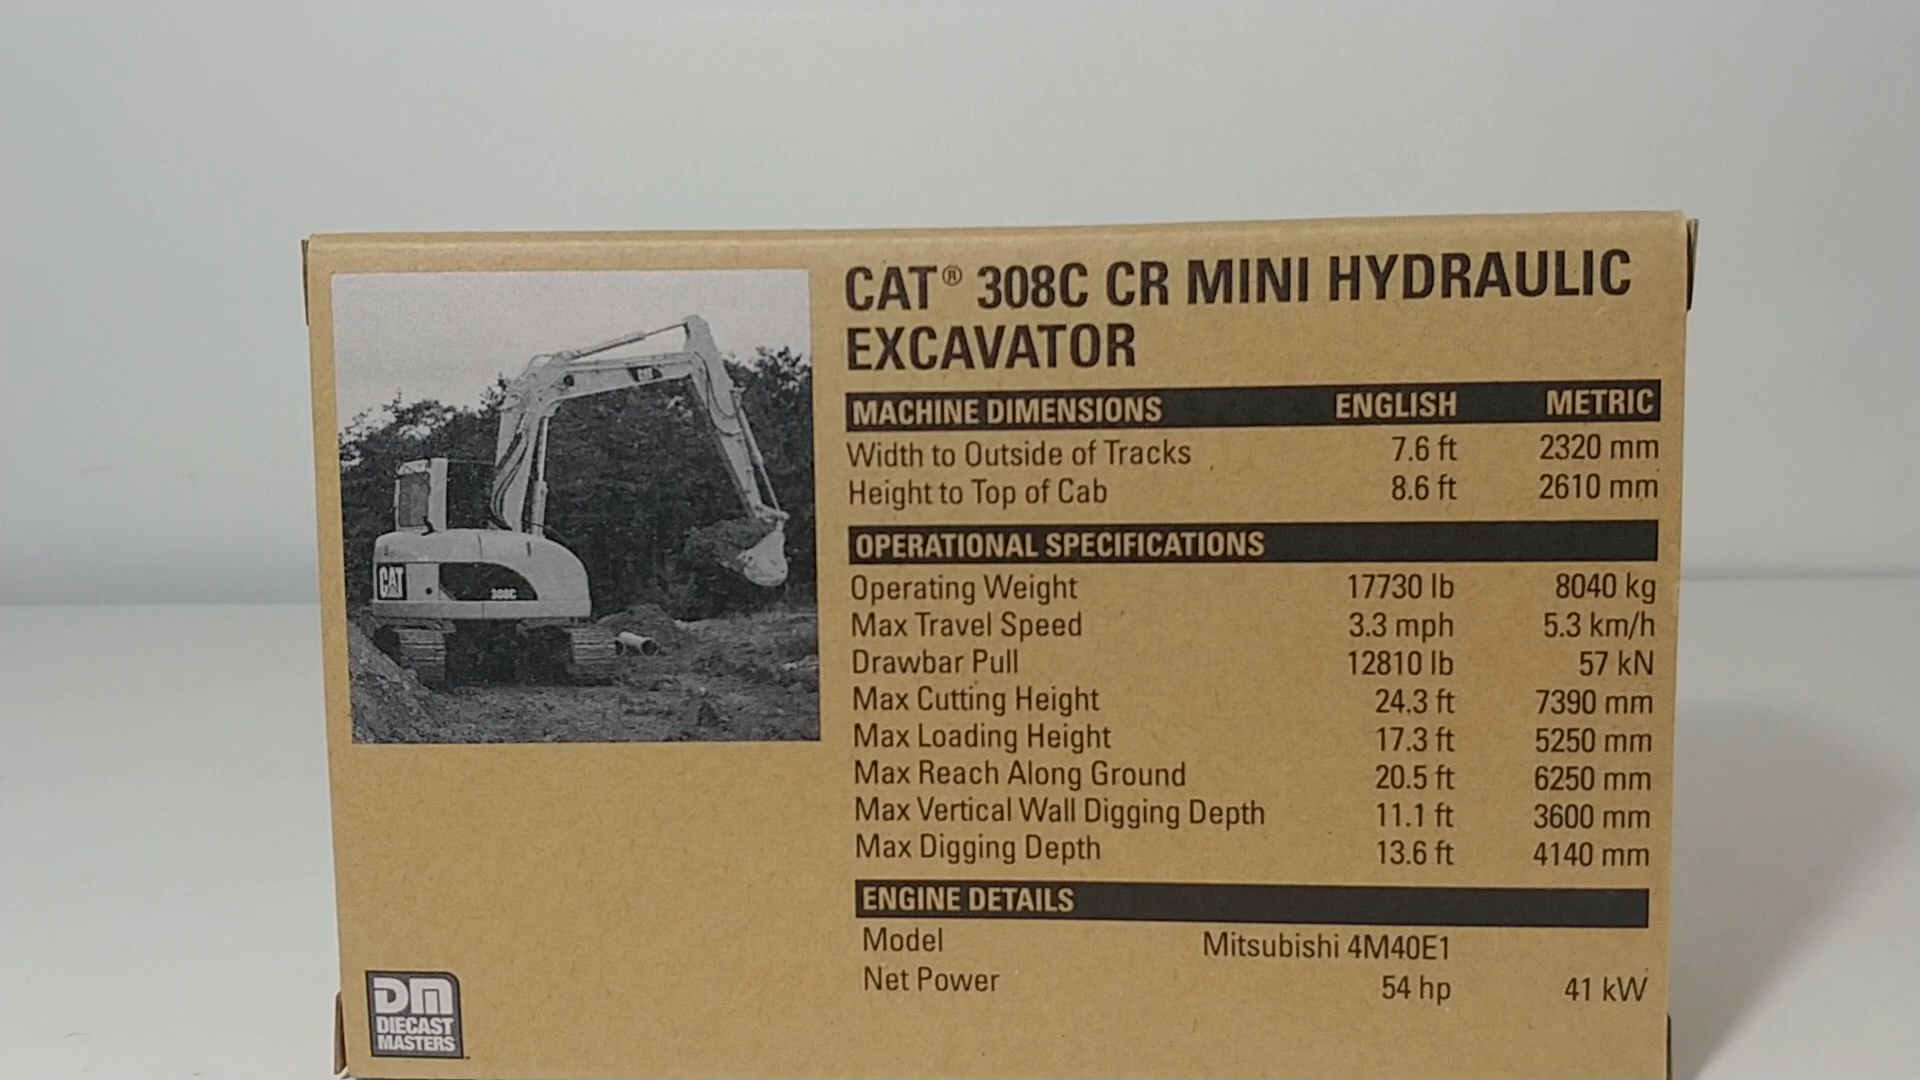 CAT® 308C CR MINI HYDRAULIC
EXCAVATOR
MACHINE DIMENSIONS ENGLISH METRIC
Width to Outside of Tracks 7.6 ft 2320 mm
Height to Top of Cab 8.6 ft 2610 mm
OPERATIONAL SPECIFICATIONS
Operating Weight 17730 lb 8040 kg
Max Travel Speed 3.3 mph 5.3 km/h
Drawbar Pull 12810 lb 57 kN
Max Cutting Height 24.3 ft 7390 mm
Max Loading Height 17.3 ft 5250 mm
Max Reach Along Ground 20.5 ft 6250 mm
Max Vertical Wall Digging Depth 11.1 ft 3600 mm
Max Digging Depth 13.6 ft 4140 mm
ENGINE DETAILS
Model Mitsubishi 4M40E1
Net Power 54 hp 41 kW
CAT
CAT
308C
DM
DIECAST
MASTERS